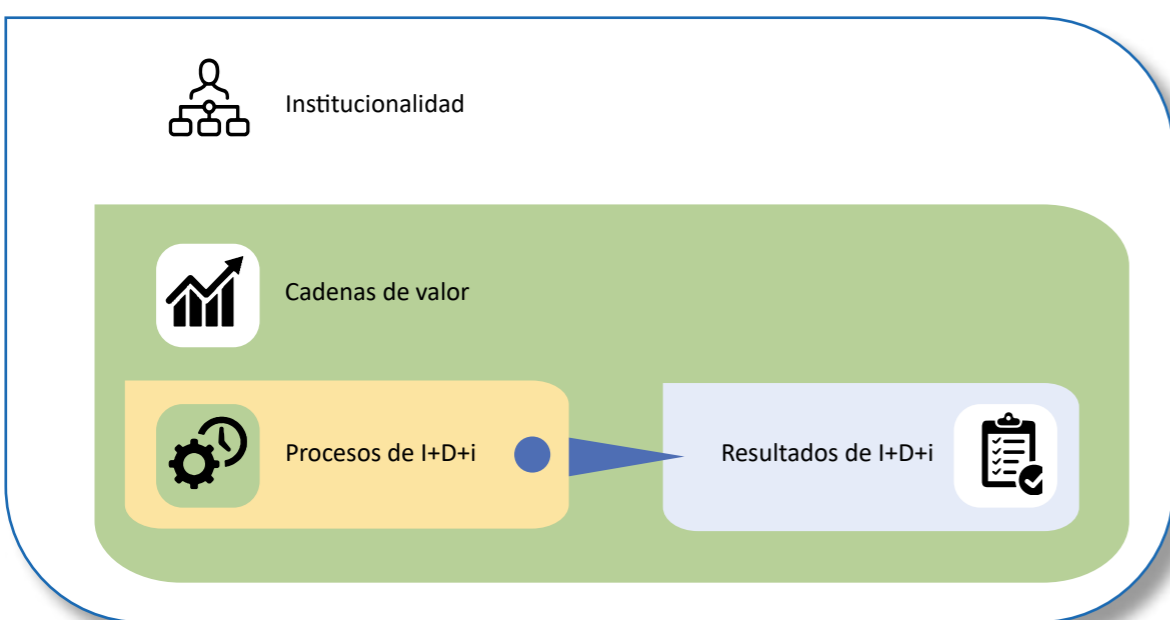 Institucionalidad
Cadenas de valor
Procesos de I+D+i
Resultados de I+D+i